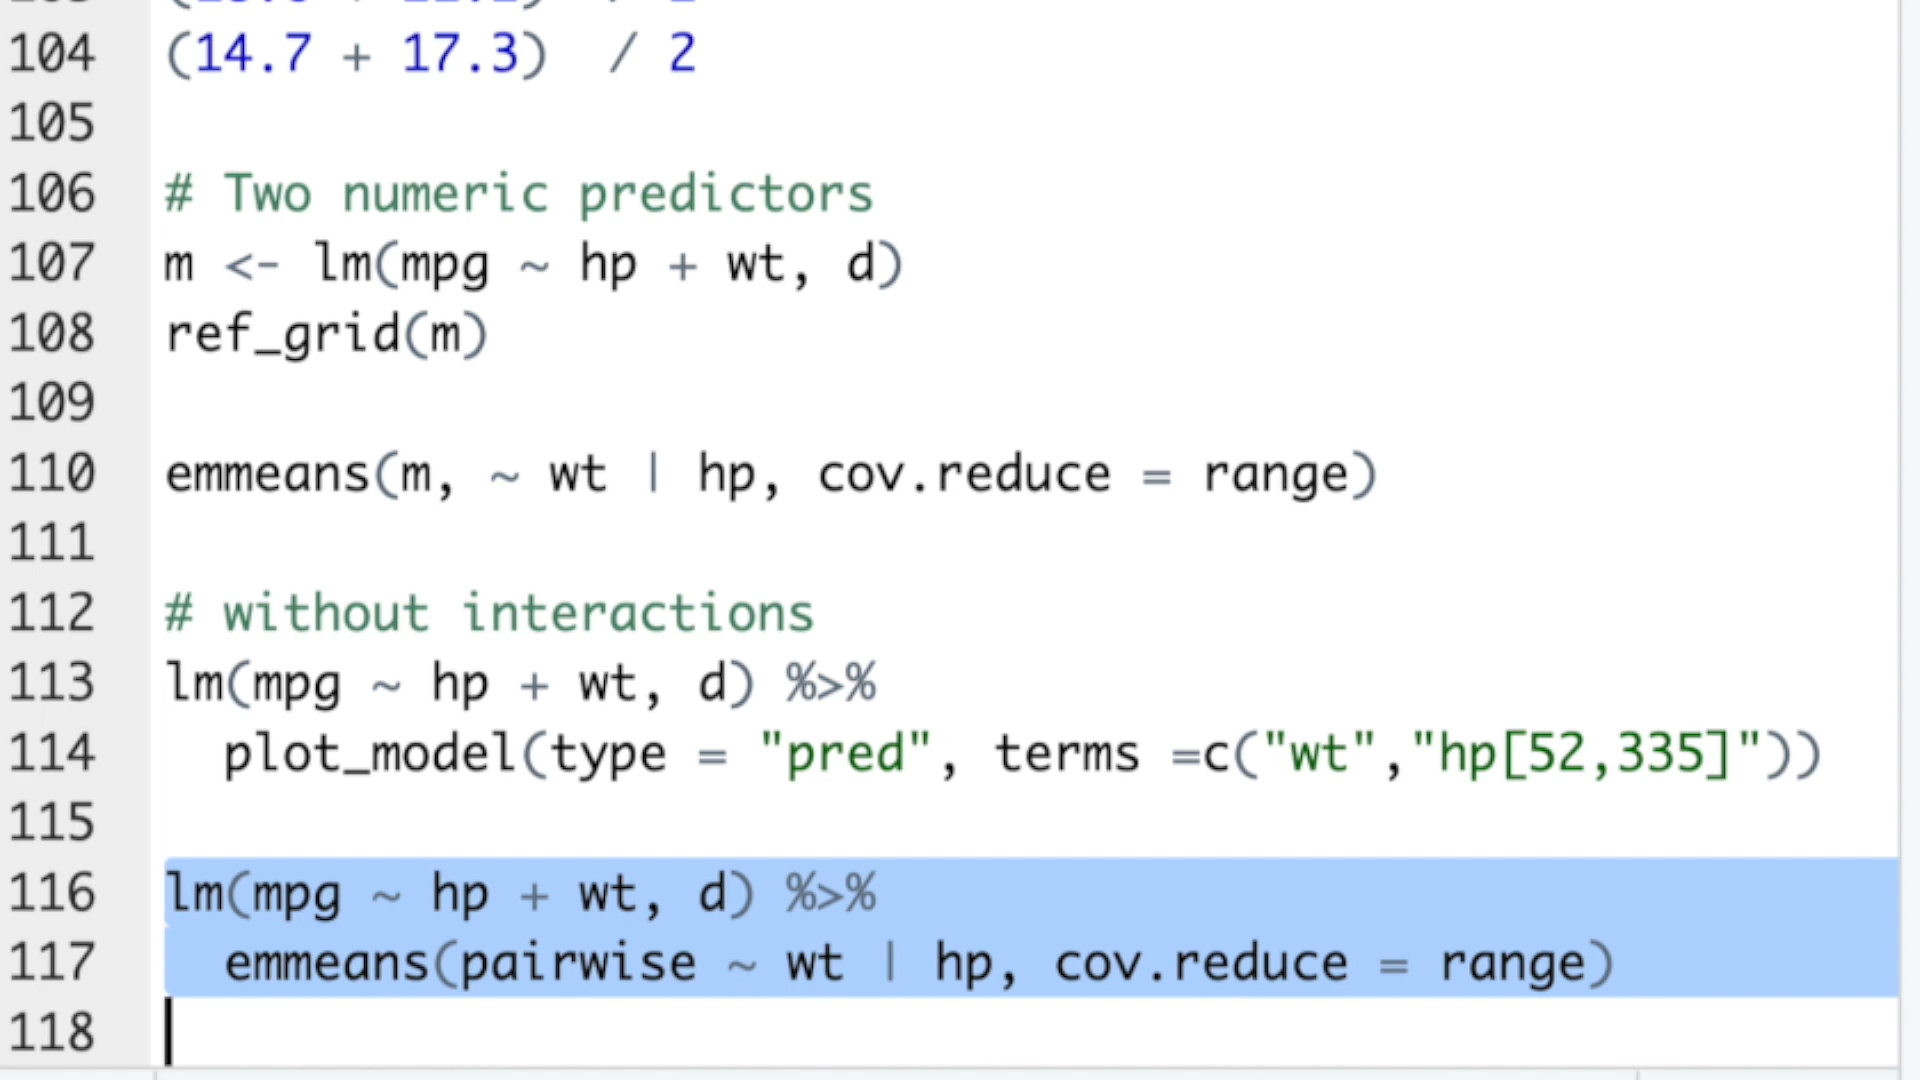 104 (14.7 + 17.3)  / 2
105
106 # Two numeric predictors
107 m <- lm(mpg ~ hp + wt, d)
108 ref_grid(m)
109
110 emmeans(m, ~ wt | hp, cov.reduce = range)
111
112 # without interactions
113 lm(mpg ~ hp + wt, d) %>%
114   plot_model(type = "pred", terms =c("wt","hp[52,335]"))
115
116 lm(mpg ~ hp + wt, d) %>%
117   emmeans(pairwise ~ wt | hp, cov.reduce = range)
118